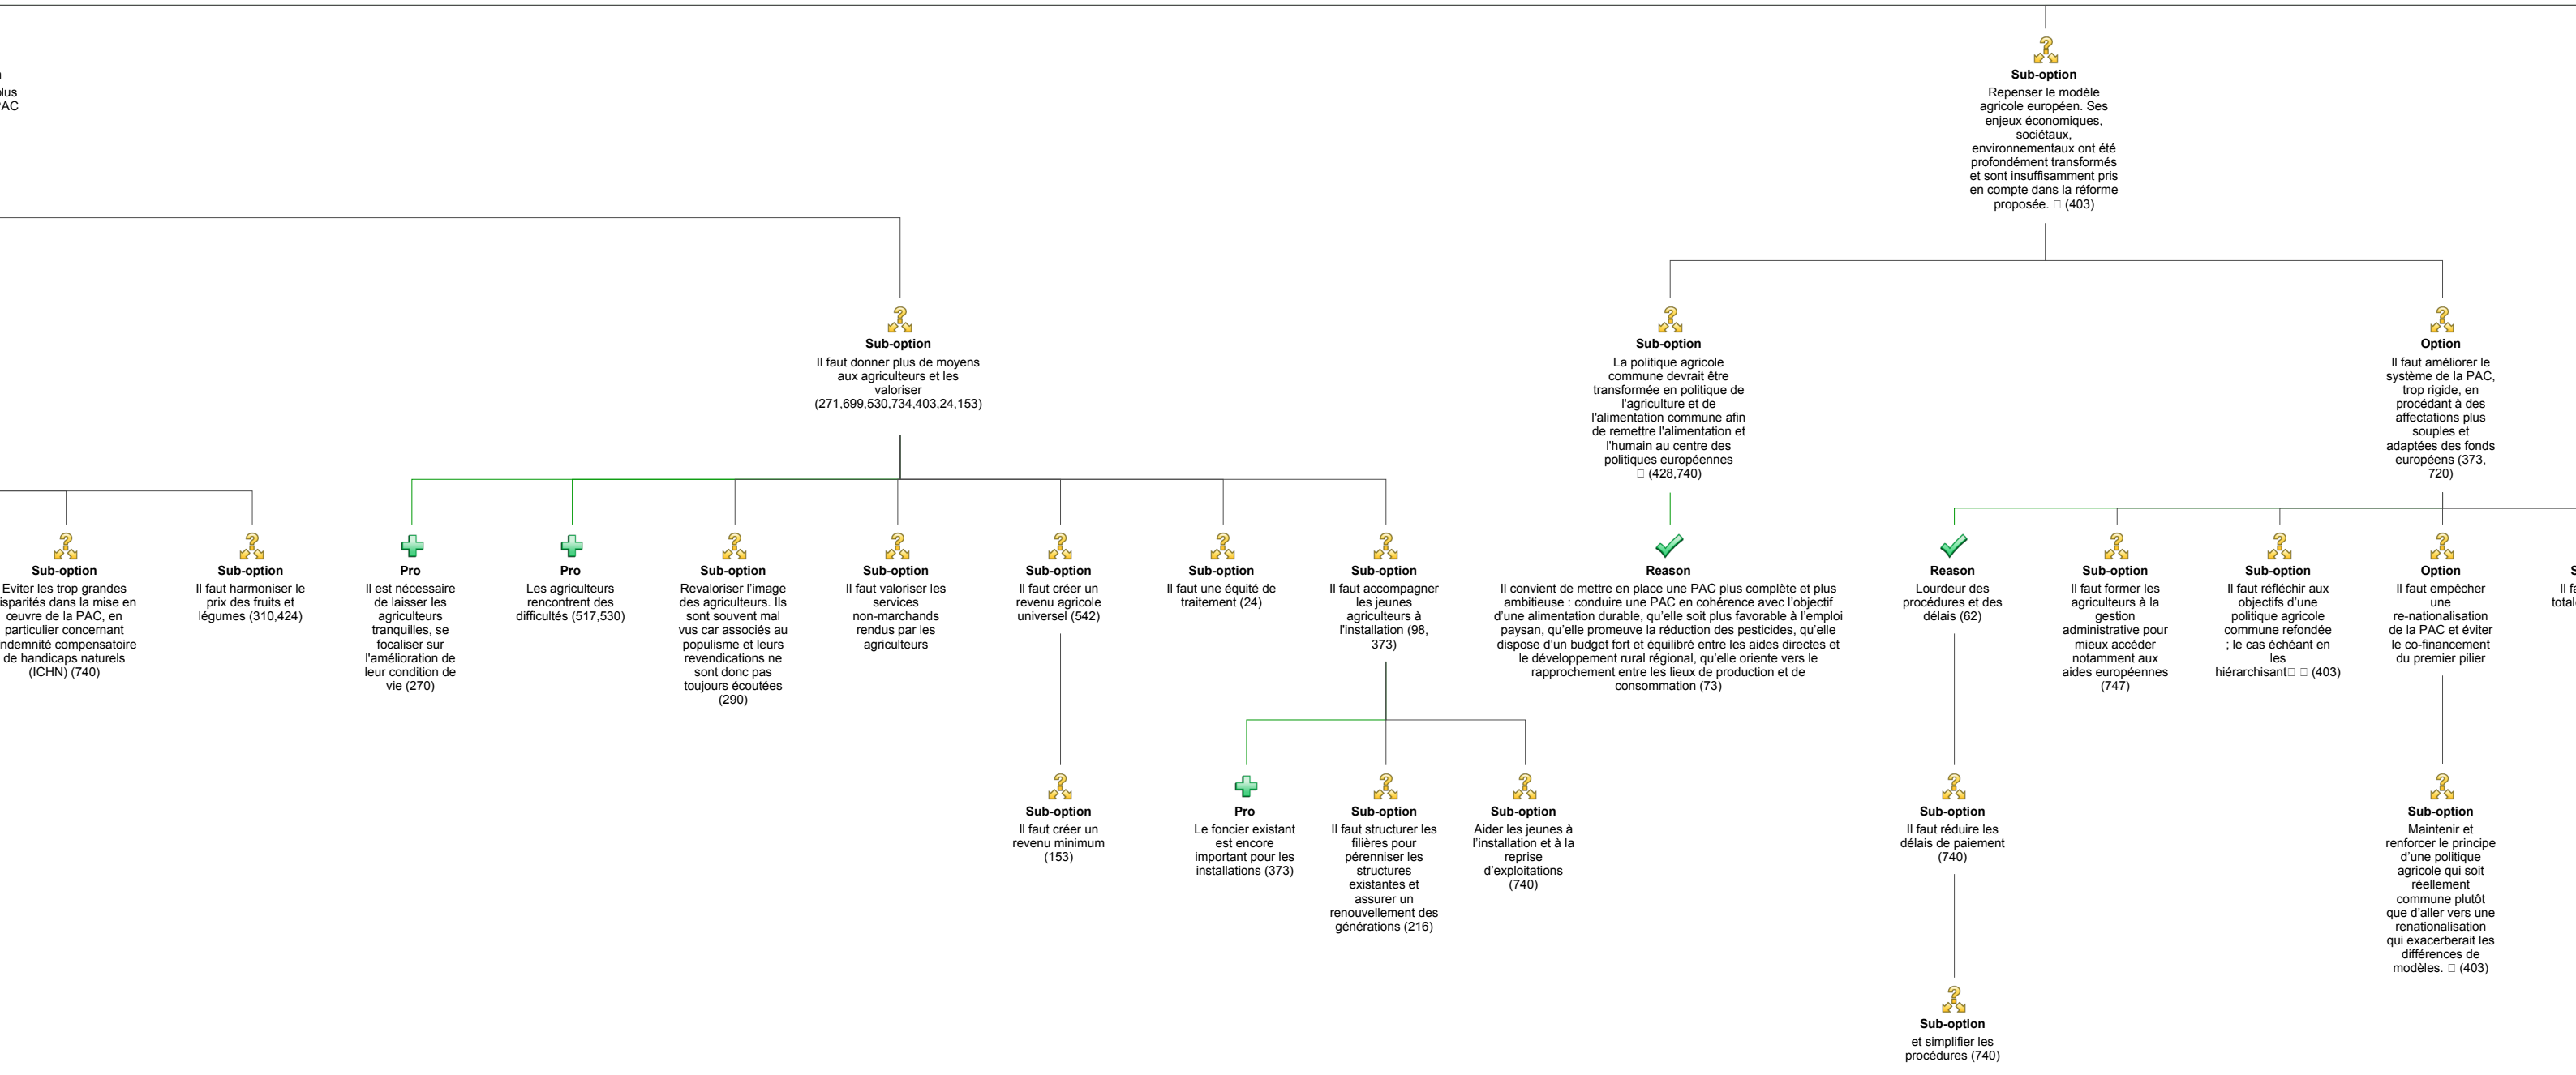 Sub-option
Repenser le modèle
agricole européen. Ses
enjeux économiques,
sociétaux,
environnementaux ont été
profondément transformés
et sont insuffisamment pris
en compte dans la réforme
proposée. □ (403)
Sub-option
Il faut donner plus de moyens
aux agriculteurs et les
valoriser
(271,699,530,734,403,24,153)
Sub-option
La politique agricole
commune devrait être
transformée en politique de
l'agriculture et de
l'alimentation commune afin
de remettre l'alimentation et
l'humain au centre des
politiques européennes
□ (428,740)
Option
Il faut améliorer le
système de la PAC,
trop rigide, en
procédant à des
affectations plus
souples et
adaptées des fonds
européens (373,
720)
Sub-option
Eviter les trop grandes
isparités dans la mise en
œuvre de la PAC, en
particulier concernant
ndemnité compensatoire
de handicaps naturels
(ICHN) (740)
Sub-option
Il faut harmoniser le
prix des fruits et
légumes (310,424)
Pro
Il est nécessaire
de laisser les
agriculteurs
tranquilles, se
focaliser sur
l'amélioration de
leur condition de
vie (270)
Pro
Les agriculteurs
rencontrent des
difficultés (517,530)
Sub-option
Revaloriser l’image
des agriculteurs. Ils
sont souvent mal
vus car associés au
populisme et leurs
revendications ne
sont donc pas
toujours écoutées
(290)
Sub-option
Il faut valoriser les
services
non-marchands
rendus par les
agriculteurs
Sub-option
Il faut créer un
revenu agricole
universel (542)
Sub-option
Il faut une équité de
traitement (24)
Sub-option
Il faut accompagner
les jeunes
agriculteurs à
l'installation (98,
373)
Reason
Il convient de mettre en place une PAC plus complète et plus
ambitieuse : conduire une PAC en cohérence avec l’objectif
d’une alimentation durable, qu’elle soit plus favorable à l’emploi
paysan, qu’elle promeuve la réduction des pesticides, qu’elle
dispose d’un budget fort et équilibré entre les aides directes et
le développement rural régional, qu’elle oriente vers le
rapprochement entre les lieux de production et de
consommation (73)
Reason
Lourdeur des
procédures et des
délais (62)
Sub-option
Il faut former les
agriculteurs à la
gestion
administrative pour
mieux accéder
notamment aux
aides européennes
(747)
Sub-option
Il faut réfléchir aux
objectifs d’une
politique agricole
commune refondée
; le cas échéant en
les
hiérarchisant□ □ (403)
Option
Il faut empêcher
une
re-nationalisation
de la PAC et éviter
le co-financement
du premier pilier
Sub-option
Il faut créer un
revenu minimum
(153)
Pro
Le foncier existant
est encore
important pour les
installations (373)
Sub-option
Il faut structurer les
filières pour
pérenniser les
structures
existantes et
assurer un
renouvellement des
générations (216)
Sub-option
Aider les jeunes à
l’installation et à la
reprise
d’exploitations
(740)
Sub-option
Il faut réduire les
délais de paiement
(740)
Sub-option
Maintenir et
renforcer le principe
d’une politique
agricole qui soit
réellement
commune plutôt
que d’aller vers une
renationalisation
qui exacerberait les
différences de
modèles. □ (403)
Sub-option
et simplifier les
procédures (740)